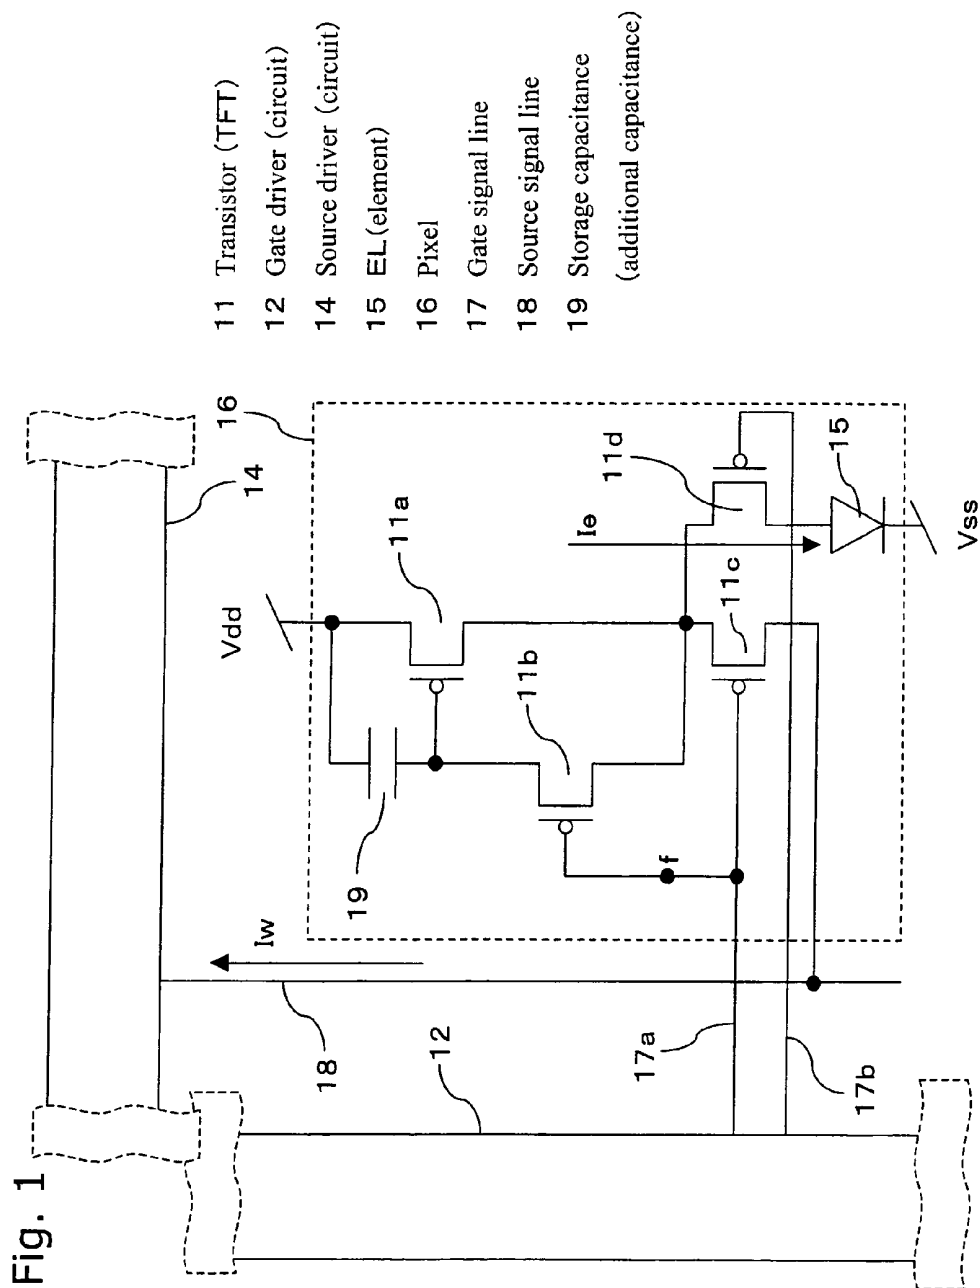 Fig. 1
11 Transistor (TFT)
12 Gate driver (circuit)
14 Source driver (circuit)
15 EL (element)
16 Pixel
17 Gate signal line
18 Source signal line
19 Storage capacitance
(additional capacitance)
16
14
Vdd
11a
11d
Ie
15
Vss
11c
11b
19
f
Iw
18
12
17a
17b